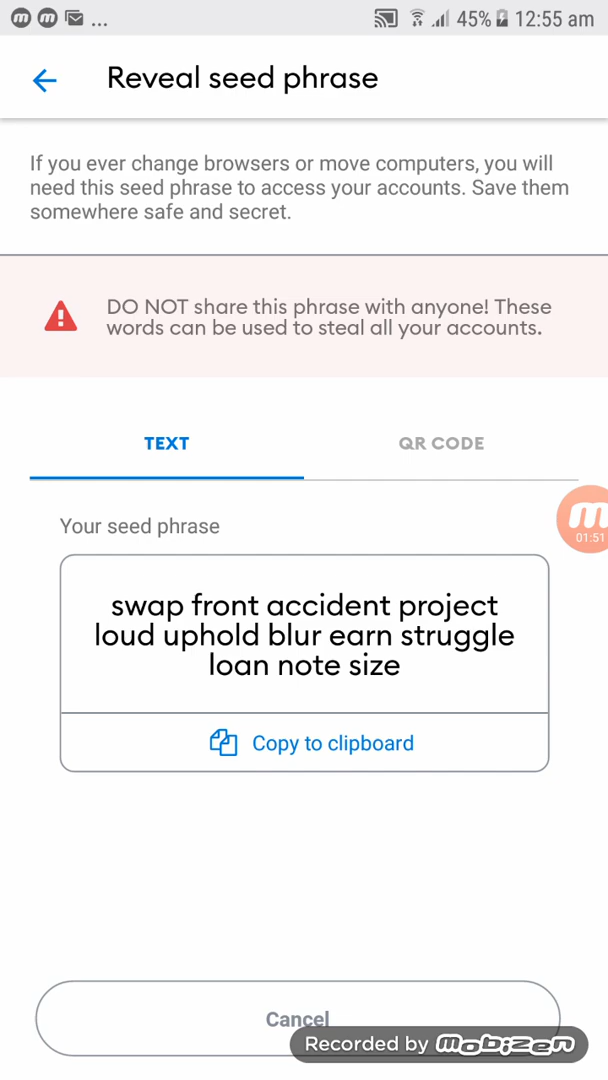 45% 12:55 am
Reveal seed phrase
If you ever change browsers or move computers, you will
need this seed phrase to access your accounts. Save them
somewhere safe and secret.
DO NOT share this phrase with anyone! These
words can be used to steal all your accounts.
TEXT
QR CODE
01:51
Your seed phrase
swap front accident project
loud uphold blur earn struggle
loan note size
Copy to clipboard
Cancel
Recorded by mobizen